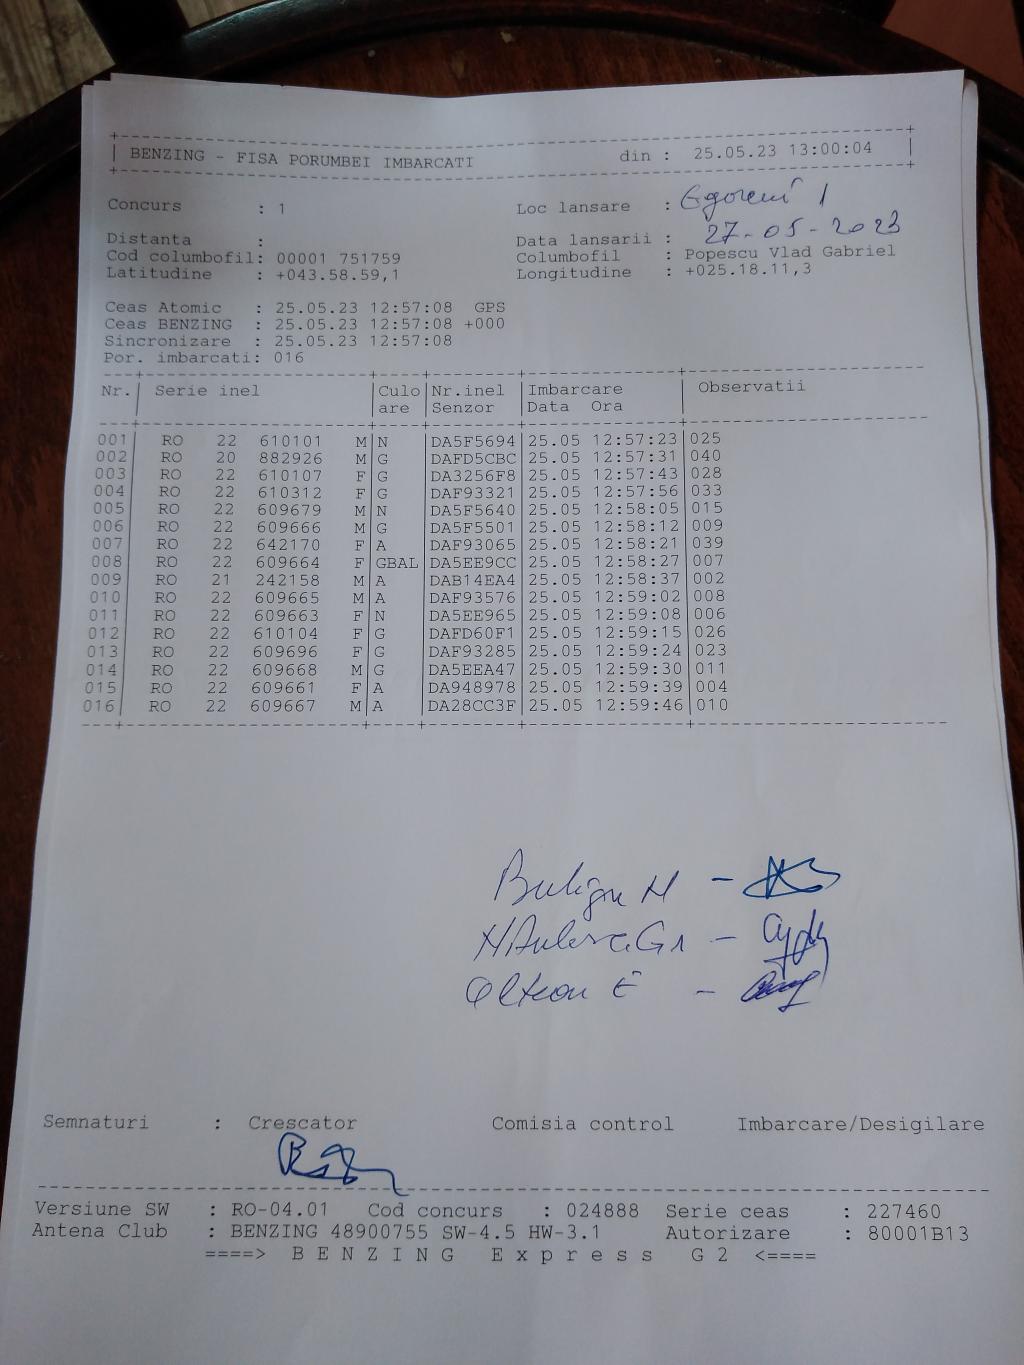 BENZING - FISA PORUMBEI IMBARCATI din : 25.05.23 13:00:04
Concurs : 1 Loc lansare : Egoreni 1
Distanta : Data lansarii : 27-05-2023
Cod columbofil: 00001 751759 Columbofil : Popescu Vlad Gabriel
Latitudine : +043.58.59,1 Longitudine : +025.18.11,3
Ceas Atomic : 25.05.23 12:57:08 GPS
Ceas BENZING : 25.05.23 12:57:08 +000
Sincronizare : 25.05.23 12:57:08
Por. imbarcati: 016
Nr. Serie inel Culo Nr.inel Imbarcare Observatii
are Senzor Data Ora
001 RO 22 610101 M N DA5F5694 25.05 12:57:23 025
002 RO 20 882926 M G DAFD5CBC 25.05 12:57:31 040
003 RO 22 610107 F G DA3256F8 25.05 12:57:43 028
004 RO 22 610312 F G DAF93321 25.05 12:57:56 033
005 RO 22 609679 M N DA5F5640 25.05 12:58:05 015
006 RO 22 609666 M G DA5F5501 25.05 12:58:12 009
007 RO 22 642170 F A DAF93065 25.05 12:58:21 039
008 RO 22 609664 F GBAL DA5EE9CC 25.05 12:58:27 007
009 RO 21 242158 M A DAB14EA4 25.05 12:58:37 002
010 RO 22 609665 M A DAF93576 25.05 12:59:02 008
011 RO 22 609663 F N DA5EE965 25.05 12:59:08 006
012 RO 22 610104 F G DAFD60F1 25.05 12:59:15 026
013 RO 22 609696 F G DAF93285 25.05 12:59:24 023
014 RO 22 609668 M G DA5EEA47 25.05 12:59:30 011
015 RO 22 609661 F A DA948978 25.05 12:59:39 004
016 RO 22 609667 M A DA28CC3F 25.05 12:59:46 010
M -
-
Oltean E -
Semnaturi : Crescator Comisia control Imbarcare/Desigilare
Versiune SW : RO-04.01 Cod concurs : 024888 Serie ceas : 227460
Antena Club : BENZING 48900755 SW-4.5 HW-3.1 Autorizare : 80001B13
====> B E N Z I N G E x p r e s s G 2 <====